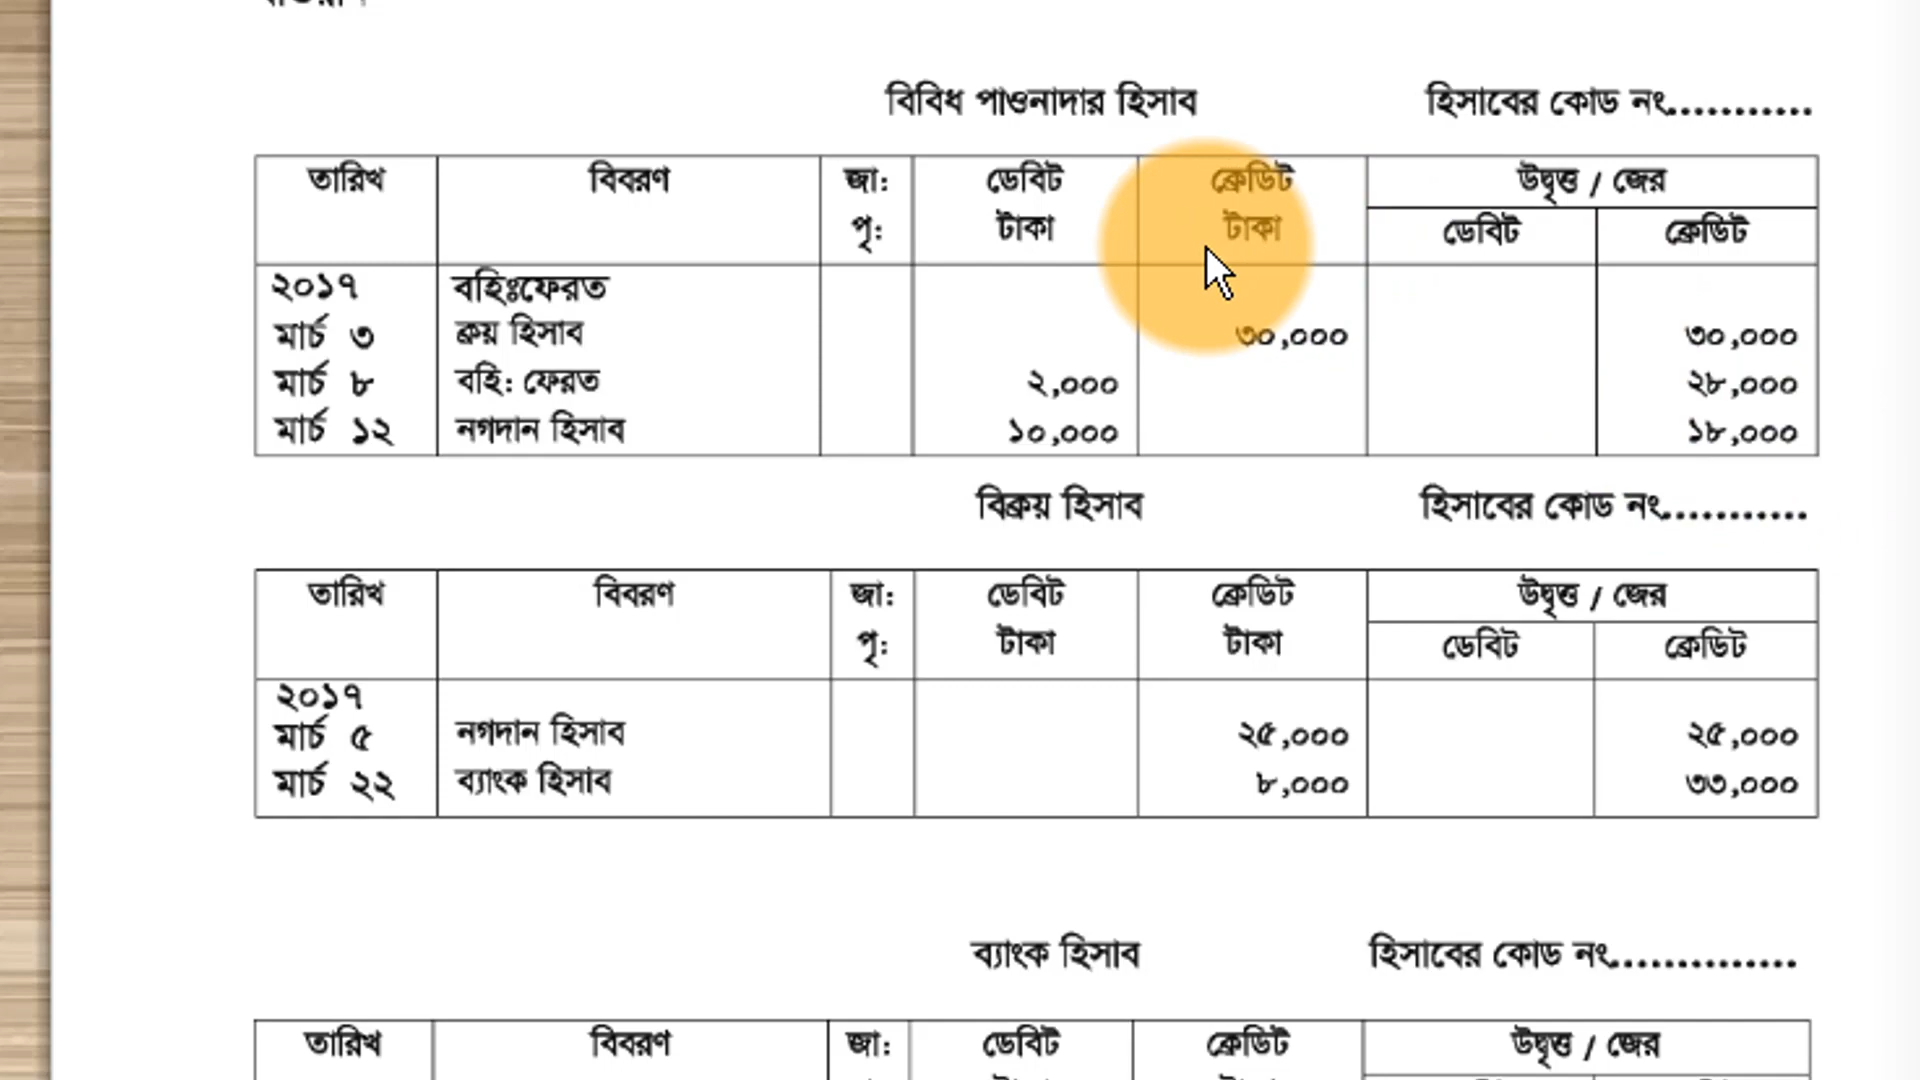 বিবিধ পাওনাদার হিসাব হিসাবের কোড নং...........
তারিখ বিবরণ জা: পৃ: ডেবিট টাকা ক্রেডিট টাকা উদ্বৃত্ত / জের
ডেবিট ক্রেডিট
২০১৭ বহিঃফেরত
মার্চ ৩ ক্রয় হিসাব ৩০,০০০ ৩০,০০০
মার্চ ৮ বহি: ফেরত ২,০০০ ২৮,০০০
মার্চ ১২ নগদান হিসাব ১০,০০০ ১৮,০০০
বিক্রয় হিসাব হিসাবের কোড নং...........
তারিখ বিবরণ জা: পৃ: ডেবিট টাকা ক্রেডিট টাকা উদ্বৃত্ত / জের
ডেবিট ক্রেডিট
২০১৭
মার্চ ৫ নগদান হিসাব ২৫,০০০ ২৫,০০০
মার্চ ২২ ব্যাংক হিসাব ৮,০০০ ৩৩,০০০
ব্যাংক হিসাব হিসাবের কোড নং..............
তারিখ বিবরণ জা: ডেবিট ক্রেডিট উদ্বৃত্ত / জের